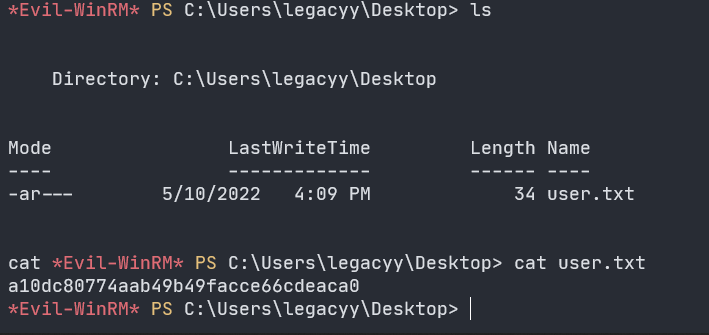 *Evil-WinRM* PS C:\Users\legacyy\Desktop> ls
Directory: C:\Users\legacyy\Desktop
Mode                LastWriteTime         Length Name
----                -------------         ------ ----
-ar---        5/10/2022   4:09 PM             34 user.txt
cat *Evil-WinRM* PS C:\Users\legacyy\Desktop> cat user.txt
a10dc80774aab49b49facce66cdeaca0
*Evil-WinRM* PS C:\Users\legacyy\Desktop>